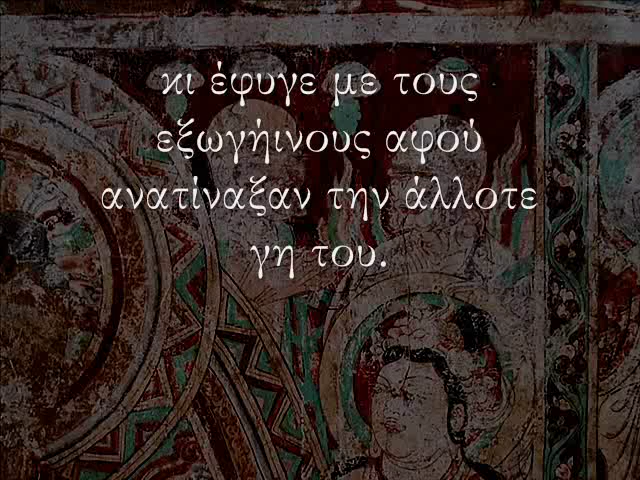 κι έφυγε με τους
εξωγήινους αφού
ανατίναξαν την άλλοτε
γη του.